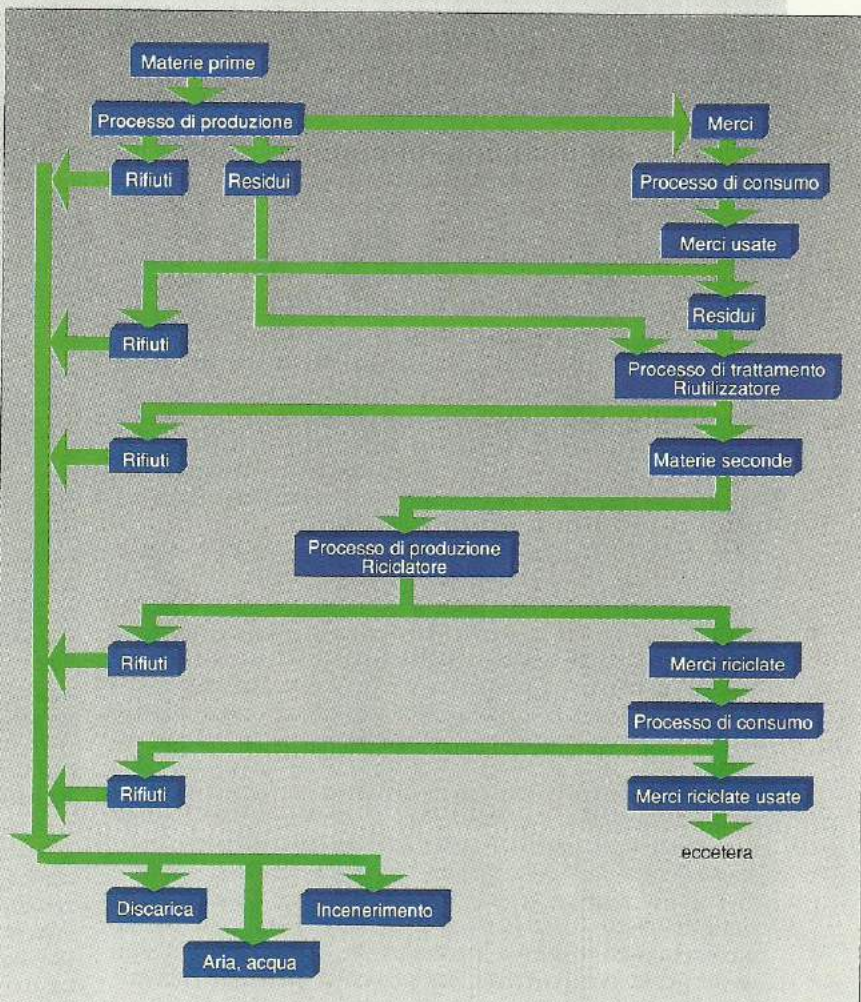 Materie prime
Processo di produzione
Merci
Rifiuti
Residui
Processo di consumo
Merci usate
Residui
Rifiuti
Processo di trattamento
Riutilizzatore
Rifiuti
Materie seconde
Processo di produzione
Riciclatore
Rifiuti
Merci riciclate
Processo di consumo
Rifiuti
Merci riciclate usate
eccetera
Discarica
Incenerimento
Aria, acqua